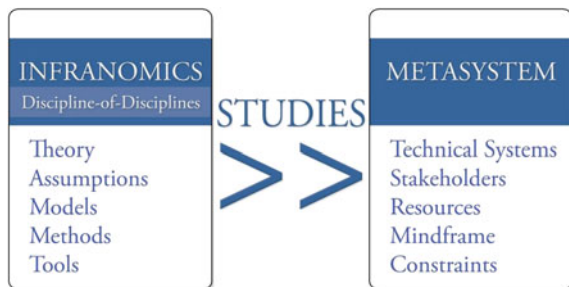 INFRANOMICS
Discipline-of-Disciplines
Theory
Assumptions
Models
Methods
Tools
STUDIES
>>
METASYSTEM
Technical Systems
Stakeholders
Resources
Mindframe
Constraints